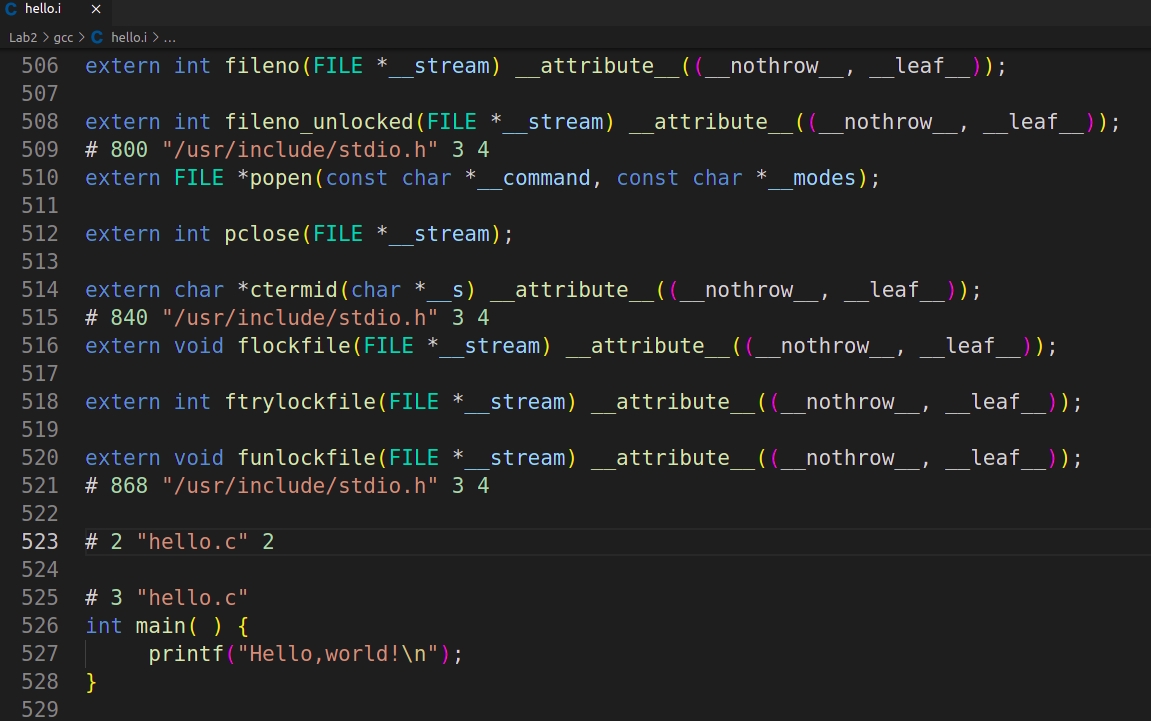 C hello.i ×
Lab2 > gcc > C hello.i > ...
506 extern int fileno(FILE *__stream) __attribute__((__nothrow__, __leaf__));
507
508 extern int fileno_unlocked(FILE *__stream) __attribute__((__nothrow__, __leaf__));
509 # 800 "/usr/include/stdio.h" 3 4
510 extern FILE *popen(const char *__command, const char *__modes);
511
512 extern int pclose(FILE *__stream);
513
514 extern char *ctermid(char *__s) __attribute__((__nothrow__, __leaf__));
515 # 840 "/usr/include/stdio.h" 3 4
516 extern void flockfile(FILE *__stream) __attribute__((__nothrow__, __leaf__));
517
518 extern int ftrylockfile(FILE *__stream) __attribute__((__nothrow__, __leaf__));
519
520 extern void funlockfile(FILE *__stream) __attribute__((__nothrow__, __leaf__));
521 # 868 "/usr/include/stdio.h" 3 4
522
523 # 2 "hello.c" 2
524
525 # 3 "hello.c"
526 int main( ) {
527      printf("Hello,world!\n");
528 }
529